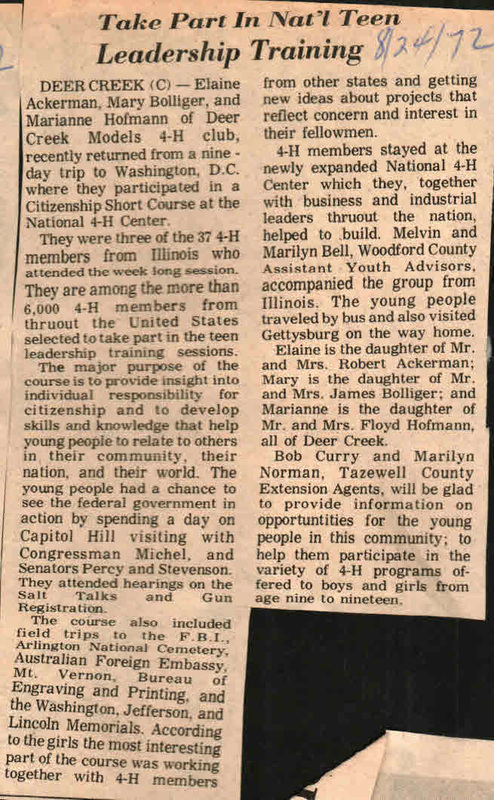 Take Part In Nat'l Teen
Leadership Training
8/24/72
DEER CREEK (C) — Elaine
Ackerman, Mary Bolliger, and
Marianne Hofmann of Deer
Creek Models 4-H club,
recently returned from a nine -
day trip to Washington, D.C.
where they participated in a
Citizenship Short Course at the
National 4-H Center.
They were three of the 37 4-H
members from Illinois who
attended the week long session.
They are among the more than
6,000 4-H members from
thruout the United States
selected to take part in the teen
leadership training sessions.
The major purpose of the
course is to provide insight into
individual responsibility for
citizenship and to develop
skills and knowledge that help
young people to relate to others
in their community, their
nation, and their world. The
young people had a chance to
see the federal government in
action by spending a day on
Capitol Hill visiting with
Congressman Michel, and
Senators Percy and Stevenson.
They attended hearings on the
Salt Talks and Gun
Registration.
The course also included
field trips to the F.B.I.,
Arlington National Cemetery,
Australian Foreign Embassy,
Mt. Vernon, Bureau of
Engraving and Printing, and
the Washington, Jefferson, and
Lincoln Memorials. According
to the girls the most interesting
part of the course was working
together with 4-H members
from other states and getting
new ideas about projects that
reflect concern and interest in
their fellowmen.
4-H members stayed at the
newly expanded National 4-H
Center which they, together
with business and industrial
leaders thruout the nation,
helped to build. Melvin and
Marilyn Bell, Woodford County
Assistant Youth Advisors,
accompanied the group from
Illinois. The young people
traveled by bus and also visited
Gettysburg on the way home.
Elaine is the daughter of Mr.
and Mrs. Robert Ackerman;
Mary is the daughter of Mr.
and Mrs. James Bolliger; and
Marianne is the daughter of
Mr. and Mrs. Floyd Hofmann,
all of Deer Creek.
Bob Curry and Marilyn
Norman, Tazewell County
Extension Agents, will be glad
to provide information on
opportuntities for the young
people in this community; to
help them participate in the
variety of 4-H programs of-
fered to boys and girls from
age nine to nineteen.